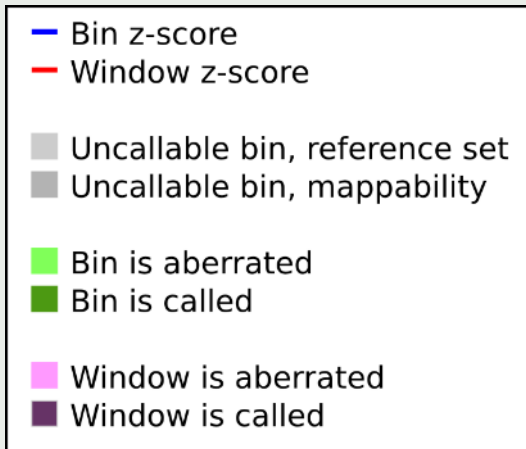 Bin z-score
Window z-score
Uncallable bin, reference set
Uncallable bin, mappability
Bin is aberrated
Bin is called
Window is aberrated
Window is called